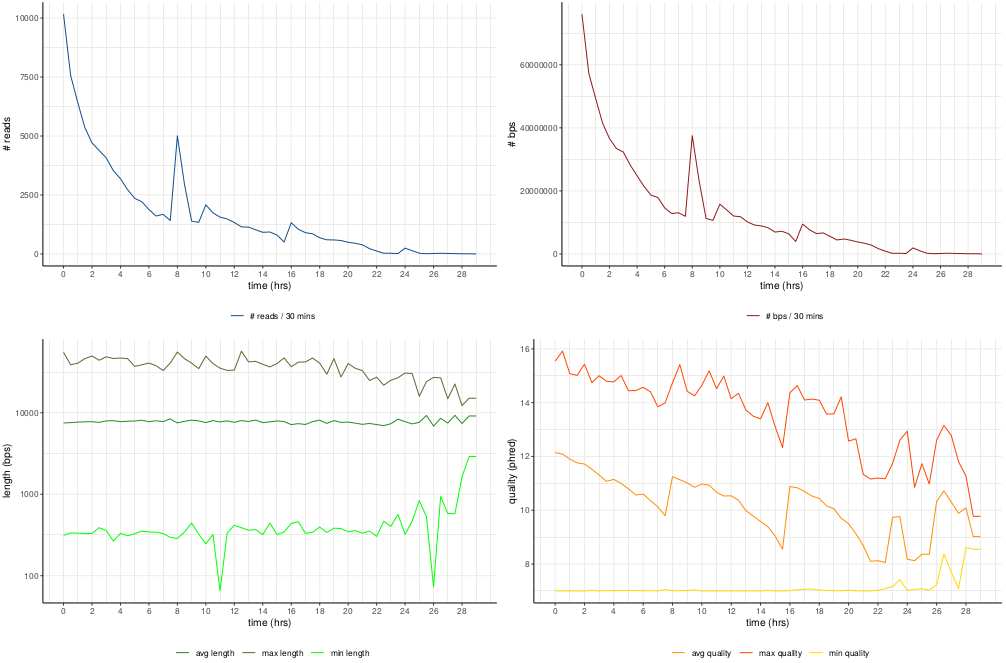 # reads
10000
7500
5000
2500
0
0 2 4 6 8 10 12 14 16 18 20 22 24 26 28
time (hrs)
# reads / 30 mins
# bps
60000000
40000000
20000000
0
0 2 4 6 8 10 12 14 16 18 20 22 24 26 28
time (hrs)
# bps / 30 mins
length (bps)
10000
1000
100
0 2 4 6 8 10 12 14 16 18 20 22 24 26 28
time (hrs)
avg length max length min length
quality (phred)
16
14
12
10
8
0 2 4 6 8 10 12 14 16 18 20 22 24 26 28
time (hrs)
avg quality max quality min quality